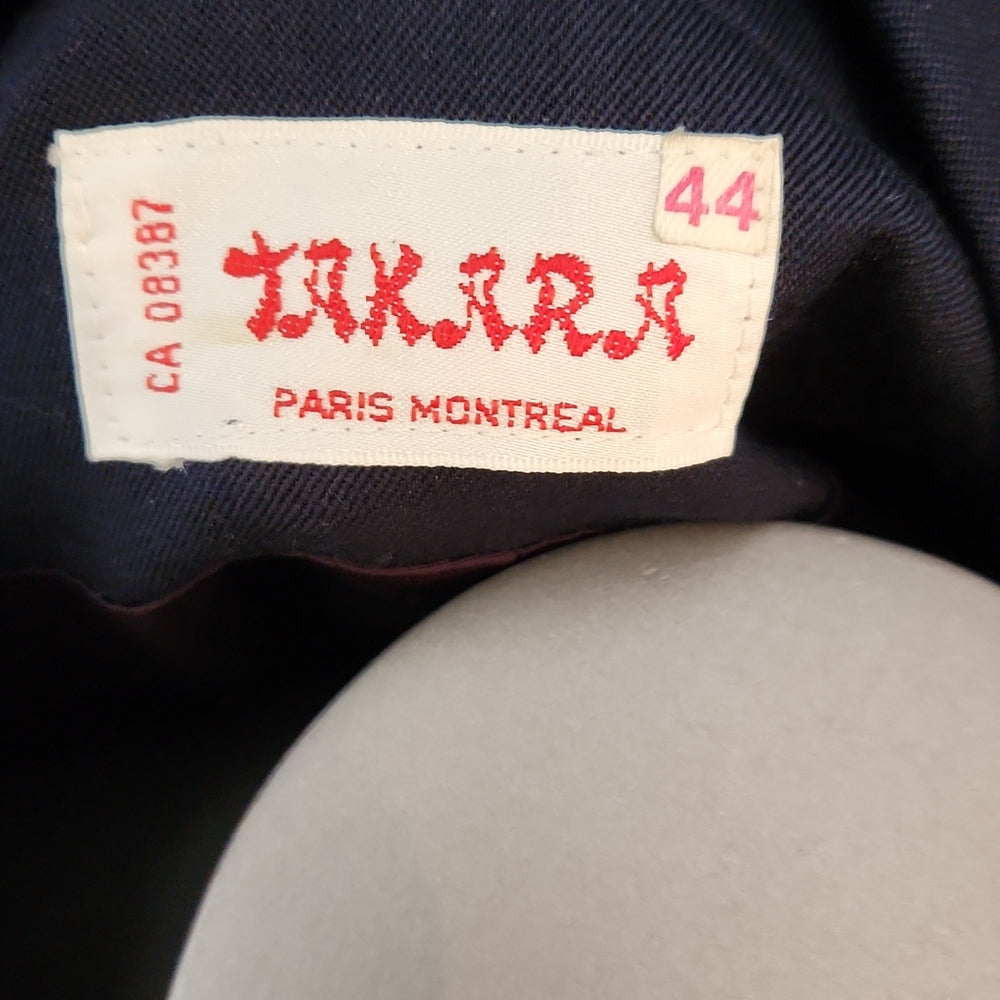 44
CA 08387
TAKARA
PARIS MONTREAL